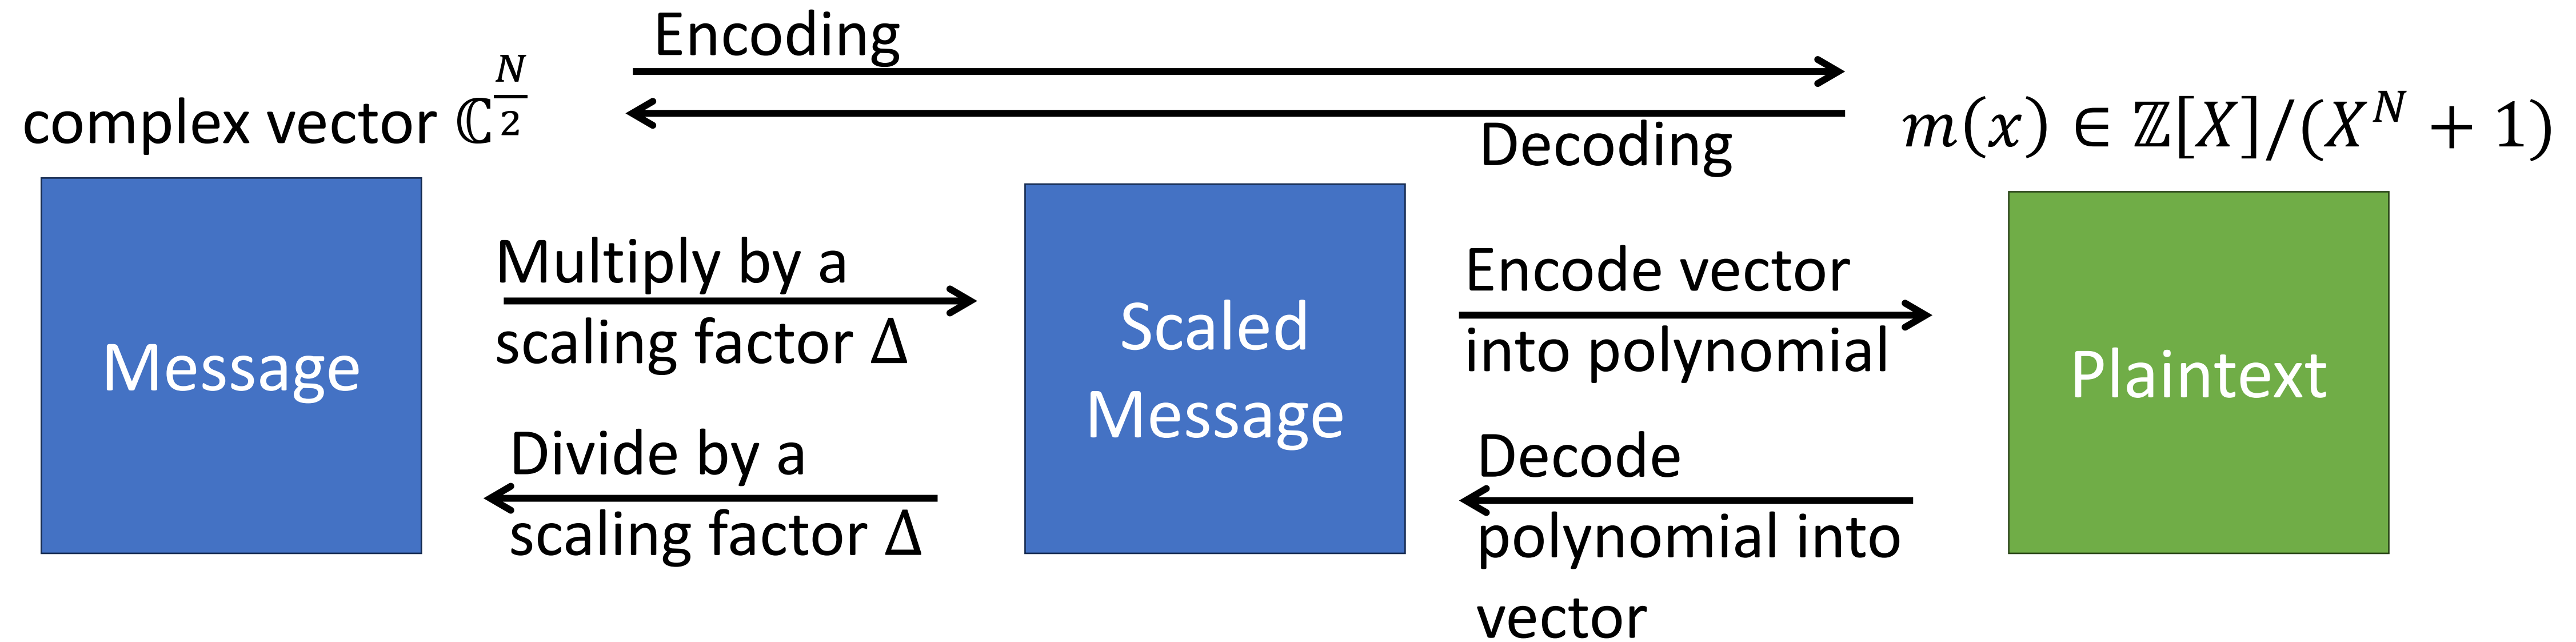 Encoding
complex vector ℂ^(N/2)
Decoding
m(x) ∈ ℤ[X]/(X^N + 1)
Message
Multiply by a
scaling factor Δ
Divide by a
scaling factor Δ
Scaled
Message
Encode vector
into polynomial
Decode
polynomial into
vector
Plaintext